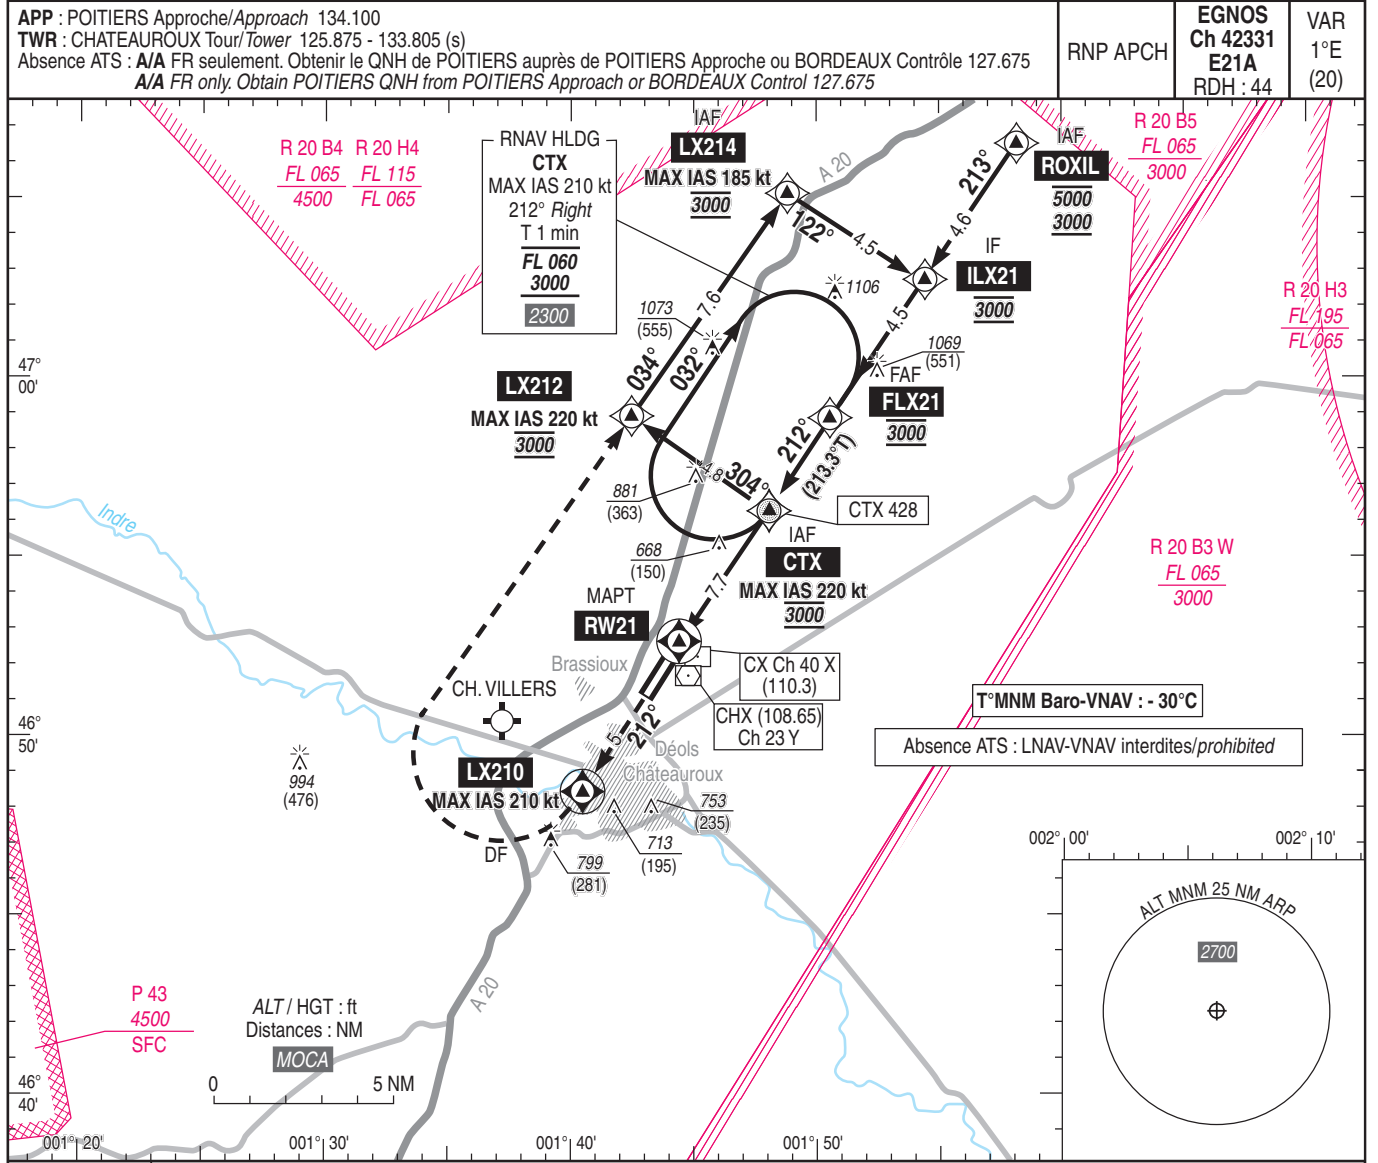 APP : POITIERS Approche/Approach 134.100
TWR : CHATEAUROUX Tour/Tower 125.875 - 133.805 (s)
Absence ATS : A/A FR seulement. Obtenir le QNH de POITIERS auprès de POITIERS Approche ou BORDEAUX Contrôle 127.675
A/A FR only. Obtain POITIERS QNH from POITIERS Approach or BORDEAUX Control 127.675
RNP APCH
EGNOS
Ch 42331
E21A
RDH : 44
VAR
1°E
(20)
R 20 B4
FL 065
4500
R 20 H4
FL 115
FL 065
RNAV HLDG
CTX
MAX IAS 210 kt
212° Right
T 1 min
FL 060
3000
2300
IAF
LX214
MAX IAS 185 kt
3000
A 20
IAF
ROXIL
5000
3000
R 20 B5
FL 065
3000
213°
4.6
122°
4.5
IF
ILX21
3000
R 20 H3
FL 195
FL 065
1106
4.5
7.6
1073
(555)
1069
(551)
034°
032°
FAF
FLX21
3000
47°
00'
LX212
MAX IAS 220 kt
3000
212°
(213.3°T)
4.8
304°
881
(363)
CTX 428
Indre
668
(150)
IAF
CTX
MAX IAS 220 kt
3000
R 20 B3 W
FL 065
3000
7.7
MAPT
RW21
Brassioux
CX Ch 40 X
(110.3)
CH. VILLERS
CHX (108.65)
Ch 23 Y
T°MNM Baro-VNAV : - 30°C
46°
50'
5
212°
Déols
Châteauroux
Absence ATS : LNAV-VNAV interdites/prohibited
LX210
MAX IAS 210 kt
994
(476)
753
(235)
DF
713
(195)
799
(281)
002° 00'
002° 10'
ALT MNM 25 NM ARP
2700
P 43
4500
SFC
A 20
ALT / HGT : ft
Distances : NM
MOCA
0
5 NM
46°
40'
001° 20'
001° 30'
001° 40'
001° 50'